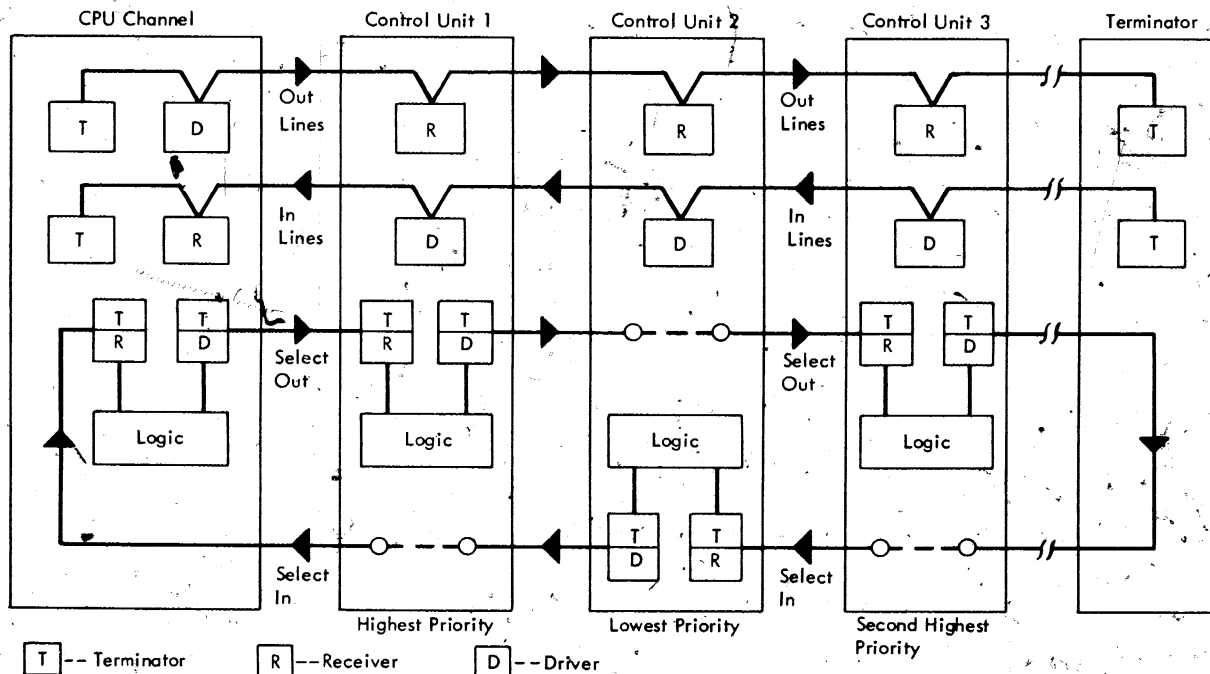 CPU Channel Control Unit 1 Control Unit 2 Control Unit 3 Terminator
Out Lines
Out Lines
T D R R R T
In Lines
In Lines
T R D D D T
T R T D T R T D T R T D
Select Out
Select Out
Logic Logic Logic Logic
T D T R
Select In
Select In
Highest Priority Lowest Priority Second Highest Priority
T -- Terminator R --Receiver D --Driver